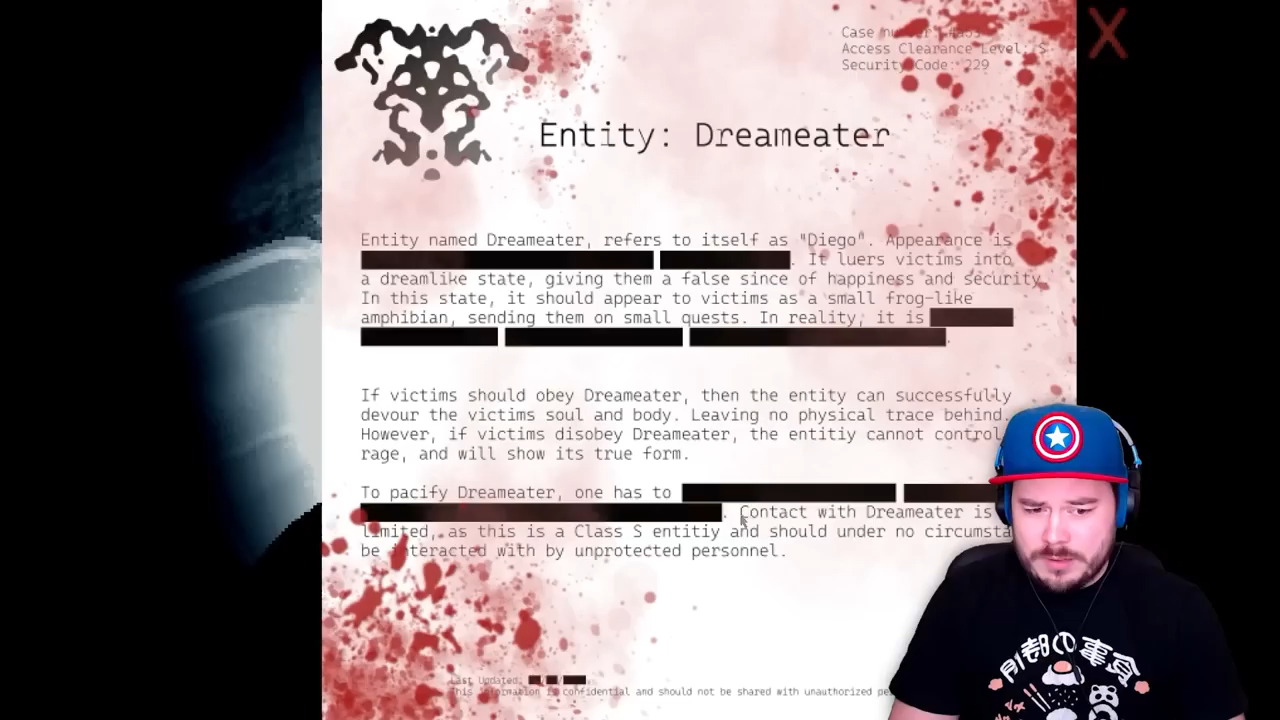 Case number:
Access Clearance Level: S
Security Code: 229
Entity: Dreameater
Entity named Dreameater, refers to itself as "Diego". Appearance is
. It luers victims into
a dreamlike state, giving them a false since of happiness and security.
In this state, it should appear to victims as a small frog-like
amphibian, sending them on small quests. In reality, it is
.
If victims should obey Dreameater, then the entity can successfully
devour the victims soul and body. Leaving no physical trace behind.
However, if victims disobey Dreameater, the entitiy cannot control
rage, and will show its true form.
To pacify Dreameater, one has to
. Contact with Dreameater is
limited, as this is a Class S entitiy and should under no circumsta
be interacted with by unprotected personnel.
Last Updated:
This information is confidential and should not be shared with unauthorized pe
X